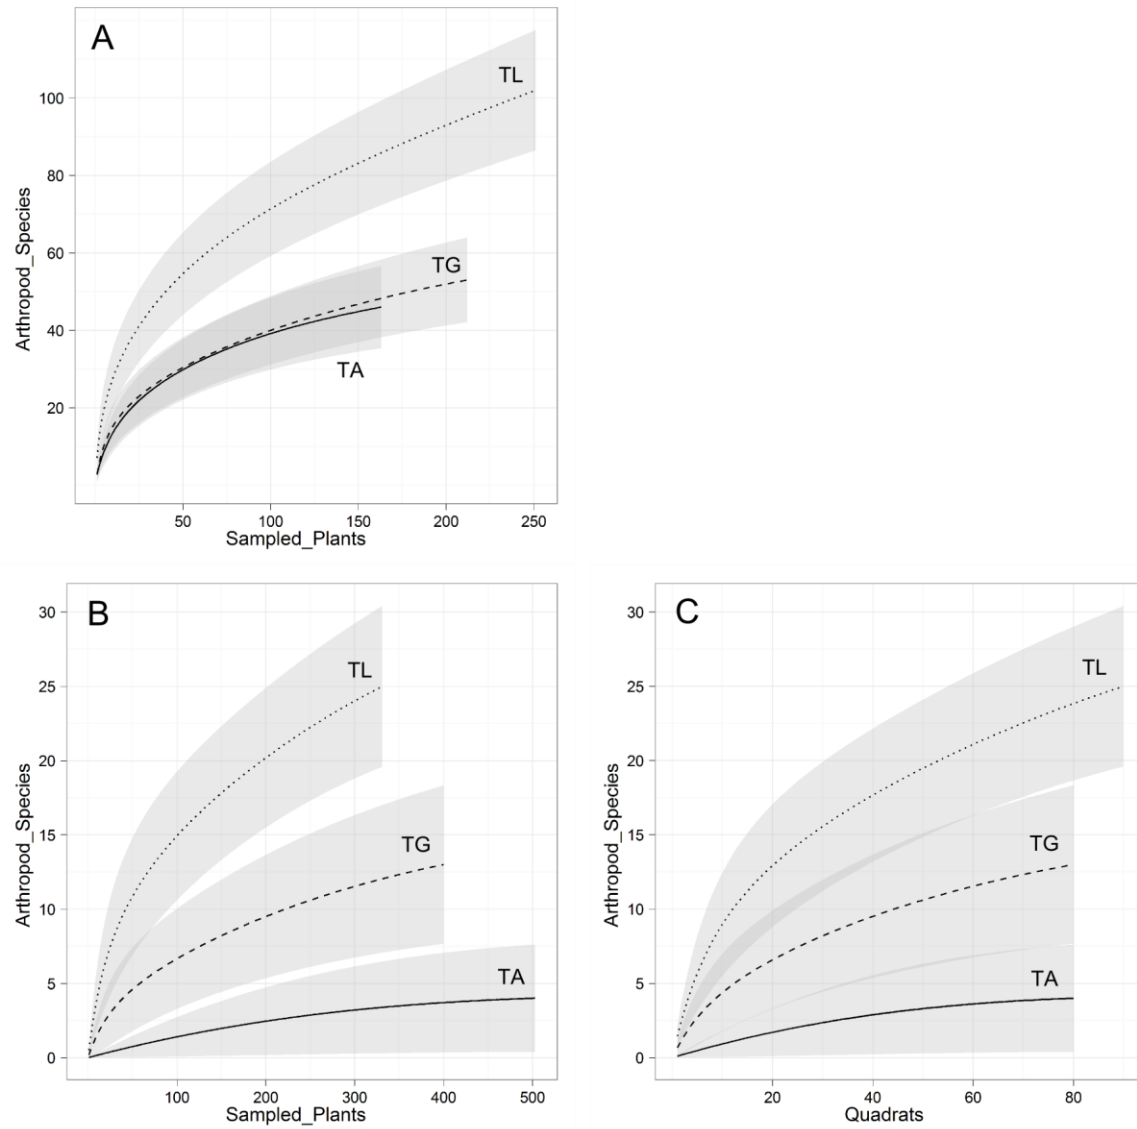 A
TL
TG
TA
Arthropod_Species
100
80
60
40
20
50
100
150
200
250
Sampled_Plants
B
TL
TG
TA
Arthropod_Species
30
25
20
15
10
5
0
100
200
300
400
500
Sampled_Plants
C
TL
TG
TA
Arthropod_Species
30
25
20
15
10
5
0
20
40
60
80
Quadrats